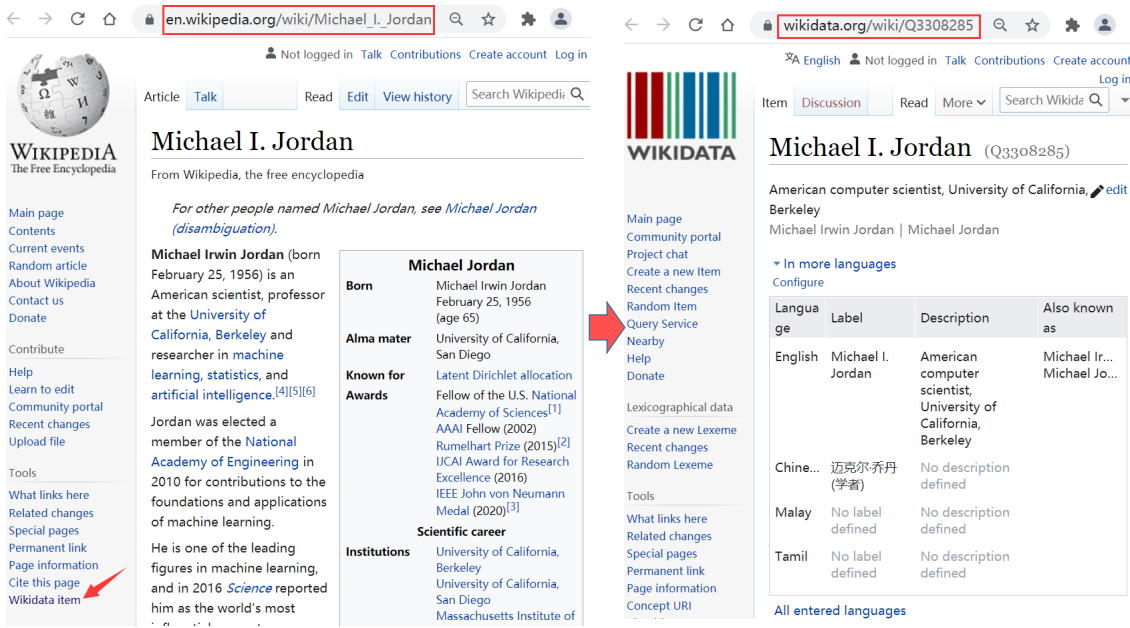 en.wikipedia.org/wiki/Michael_I._Jordan
Not logged in Talk Contributions Create account Log in
Article Talk Read Edit View history Search Wikipedia
WIKIPEDIA
The Free Encyclopedia
Main page
Contents
Current events
Random article
About Wikipedia
Contact us
Donate
Contribute
Help
Learn to edit
Community portal
Recent changes
Upload file
Tools
What links here
Related changes
Special pages
Permanent link
Page information
Cite this page
Wikidata item
Michael I. Jordan
From Wikipedia, the free encyclopedia
For other people named Michael Jordan, see Michael Jordan
(disambiguation).
Michael Irwin Jordan (born
February 25, 1956) is an
American scientist, professor
at the University of
California, Berkeley and
researcher in machine
learning, statistics, and
artificial intelligence.[4][5][6]
Jordan was elected a
member of the National
Academy of Engineering in
2010 for contributions to the
foundations and applications
of machine learning.
He is one of the leading
figures in machine learning,
and in 2016 Science reported
him as the world's most
Michael Jordan
Born Michael Irwin Jordan
February 25, 1956
(age 65)
Alma mater University of California,
San Diego
Known for Latent Dirichlet allocation
Awards Fellow of the U.S. National
Academy of Sciences[1]
AAAI Fellow (2002)
Rumelhart Prize (2015)[2]
IJCAI Award for Research
Excellence (2016)
IEEE John von Neumann
Medal (2020)[3]
Scientific career
Institutions University of California,
Berkeley
University of California,
San Diego
Massachusetts Institute of
wikidata.org/wiki/Q3308285
English Not logged in Talk Contributions Create account
Log in
Item Discussion Read More Search Wikida
WIKIDATA
Main page
Community portal
Project chat
Create a new Item
Recent changes
Random Item
Query Service
Nearby
Help
Donate
Lexicographical data
Create a new Lexeme
Recent changes
Random Lexeme
Tools
What links here
Related changes
Special pages
Permanent link
Page information
Concept URI
Michael I. Jordan (Q3308285)
American computer scientist, University of California, edit
Berkeley
Michael Irwin Jordan | Michael Jordan
In more languages
Configure
Langua
ge Label Description Also known
as
English Michael I. American Michael Ir...
Jordan computer Michael Jo...
scientist,
University of
California,
Berkeley
Chine... 迈克尔·乔丹 No description
(学者) defined
Malay No label No description
defined defined
Tamil No label No description
defined defined
All entered languages